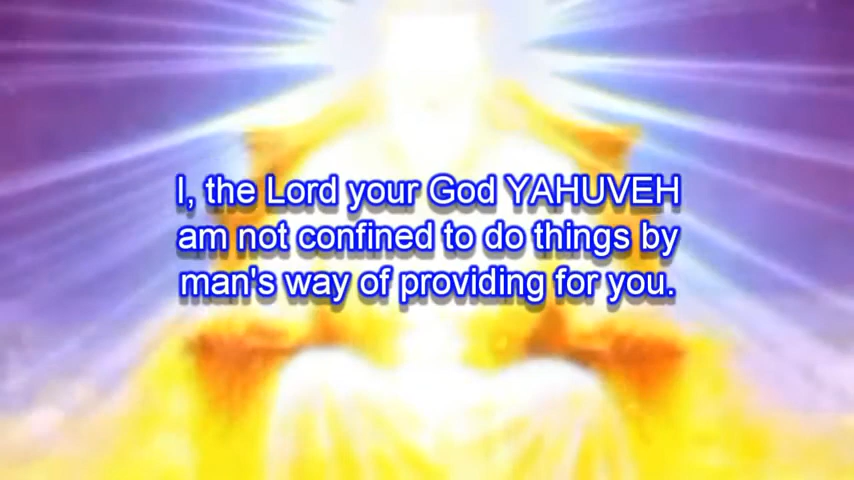 I, the Lord your God YAHUVEH
am not confined to do things by
man's way of providing for you.